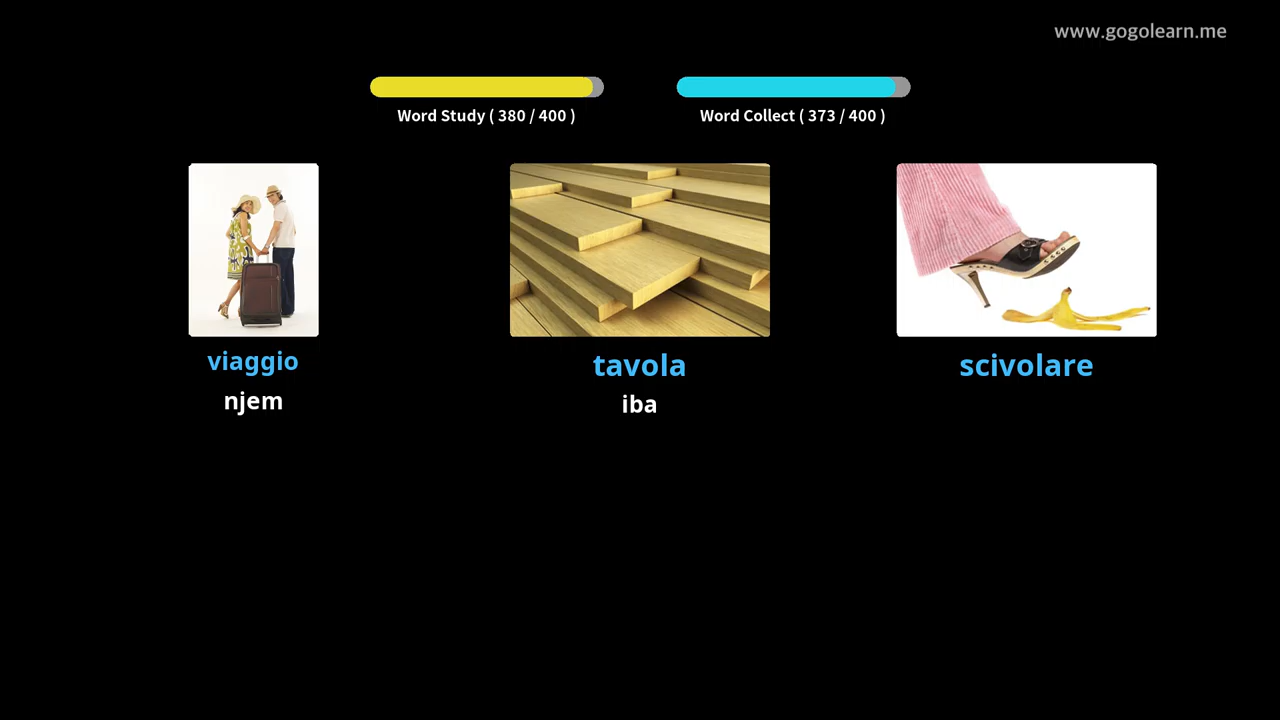 www.gogolearn.me
Word Study ( 380 / 400 )
Word Collect ( 373 / 400 )
viaggio
njem
tavola
iba
scivolare